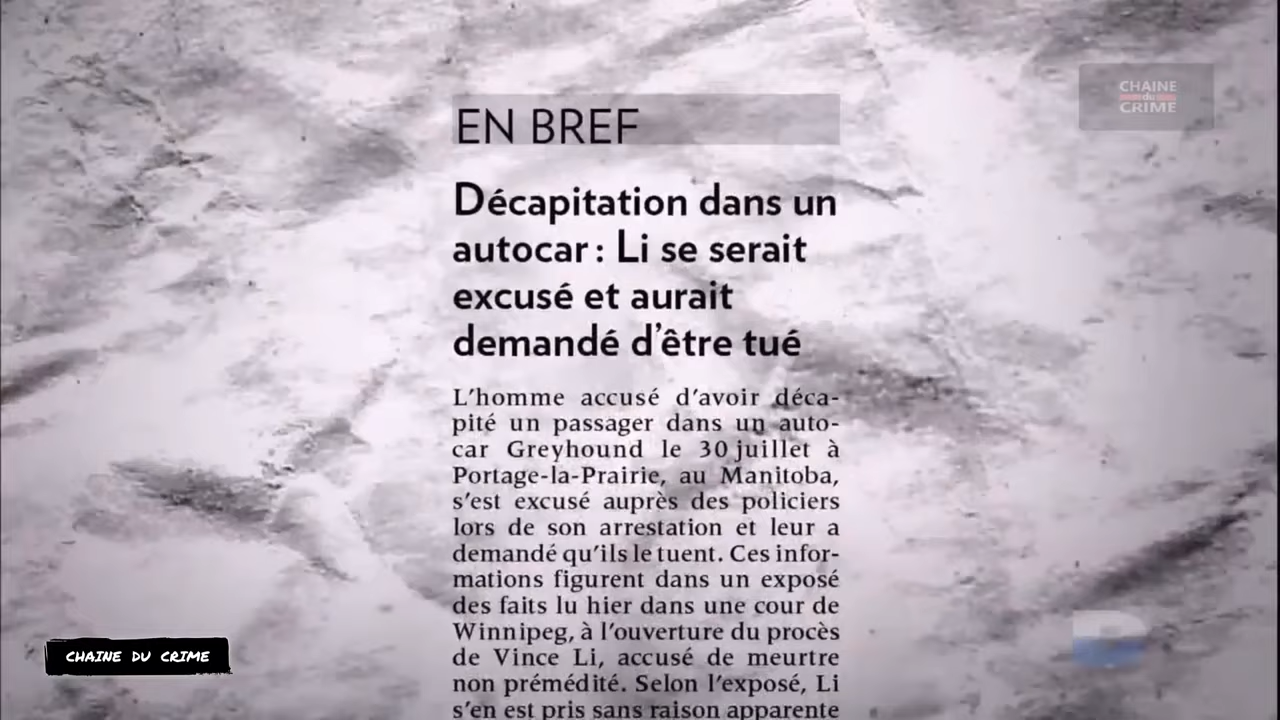 CHAINE
du
CRIME
EN BREF
Décapitation dans un
autocar : Li se serait
excusé et aurait
demandé d'être tué
L'homme accusé d'avoir déca-
pité un passager dans un auto-
car Greyhound le 30 juillet à
Portage-la-Prairie, au Manitoba,
s'est excusé auprès des policiers
lors de son arrestation et leur a
demandé qu'ils le tuent. Ces infor-
mations figurent dans un exposé
des faits lu hier dans une cour de
Winnipeg, à l'ouverture du procès
de Vince Li, accusé de meurtre
non prémédité. Selon l'exposé, Li
s'en est pris sans raison apparente
CHAINE DU CRIME